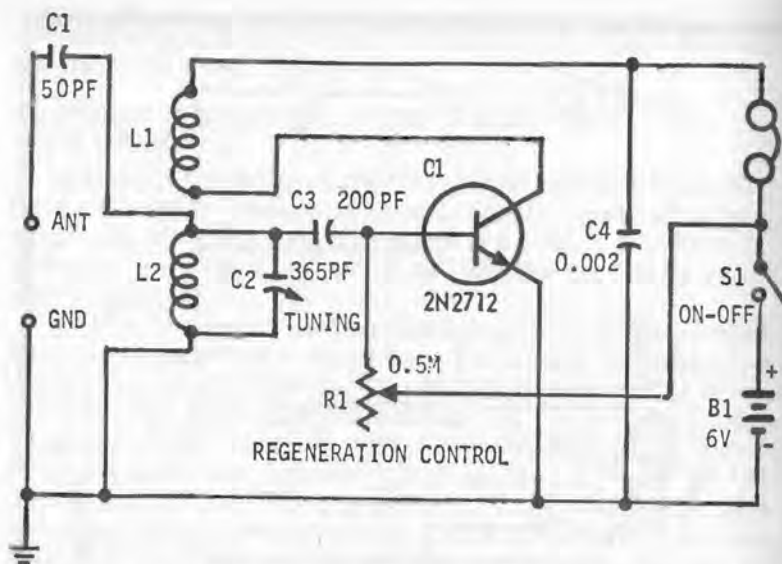 C1
50PF
L1
C1
C3 200 PF
ANT
C4
0.002
L2
C2
365PF
S1
2N2712
TUNING
GND
ON-OFF
0.5M
R1
+
B1
6V
-
REGENERATION CONTROL